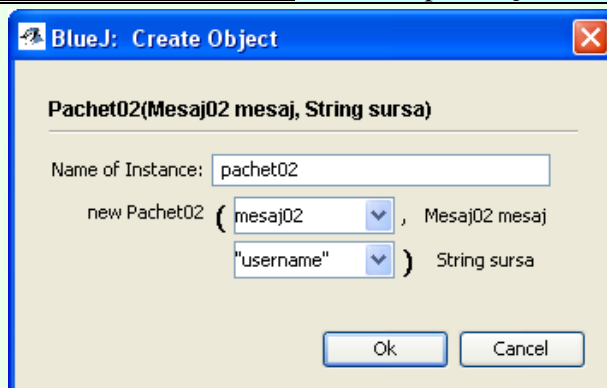 BlueJ: Create Object
Pachet02(Mesaj02 mesaj, String sursa)
Name of Instance: pachet02
new Pachet02 ( mesaj02 , Mesaj02 mesaj
"username" ) String sursa
Ok Cancel